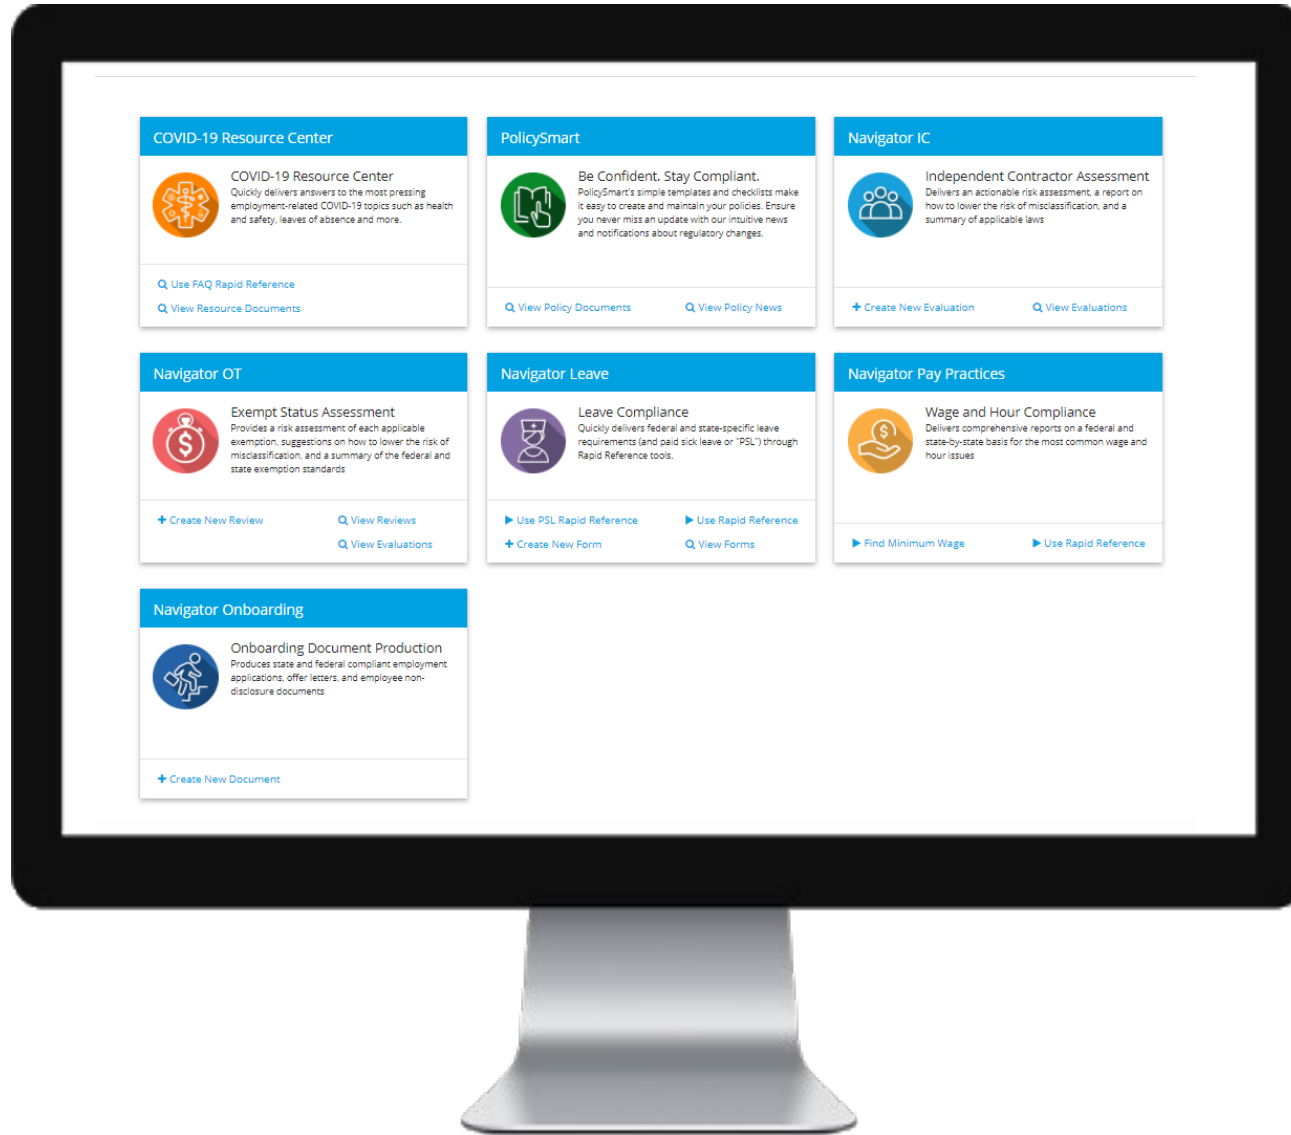 COVID-19 Resource Center
COVID-19 Resource Center
Quickly delivers answers to the most pressing
employment-related COVID-19 topics such as health
and safety, leaves of absence and more.
Use FAQ Rapid Reference
View Resource Documents
PolicySmart
Be Confident. Stay Compliant.
PolicySmart's simple templates and checklists make
it easy to create and maintain your policies. Ensure
you never miss an update with our intuitive news
and notifications about regulatory changes.
View Policy Documents
View Policy News
Navigator IC
Independent Contractor Assessment
Delivers an actionable risk assessment, a report on
how to lower the risk of misclassification, and a
summary of applicable laws
Create New Evaluation
View Evaluations
Navigator OT
Exempt Status Assessment
Provides a risk assessment of each applicable
exemption, suggestions on how to lower the risk of
misclassification, and a summary of the federal and
state exemption standards
Create New Review
View Reviews
View Evaluations
Navigator Leave
Leave Compliance
Quickly delivers federal and state-specific leave
requirements (and paid sick leave or "PSL") through
Rapid Reference tools.
Use PSL Rapid Reference
Use Rapid Reference
Create New Form
View Forms
Navigator Pay Practices
Wage and Hour Compliance
Delivers comprehensive reports on a federal and
state-by-state basis for the most common wage and
hour issues
Find Minimum Wage
Use Rapid Reference
Navigator Onboarding
Onboarding Document Production
Produces state and federal compliant employment
applications, offer letters, and employee non-
disclosure documents
Create New Document